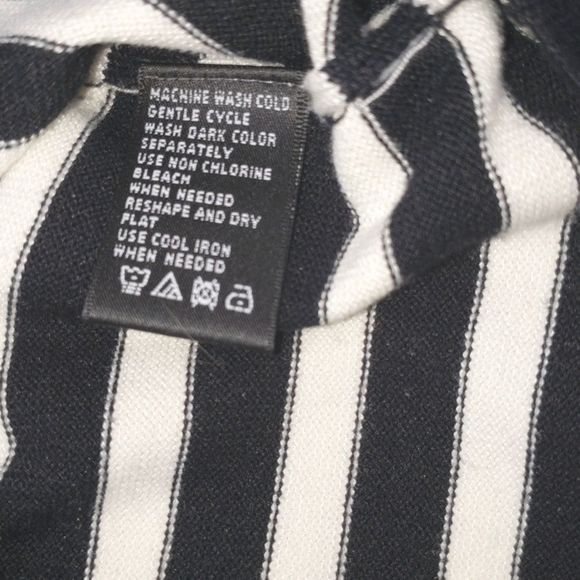 MACHINE WASH COLD
GENTLE CYCLE
WASH DARK COLOR
SEPARATELY
USE NON CHLORINE
BLEACH
WHEN NEEDED
RESHAPE AND DRY
FLAT
USE COOL IRON
WHEN NEEDED